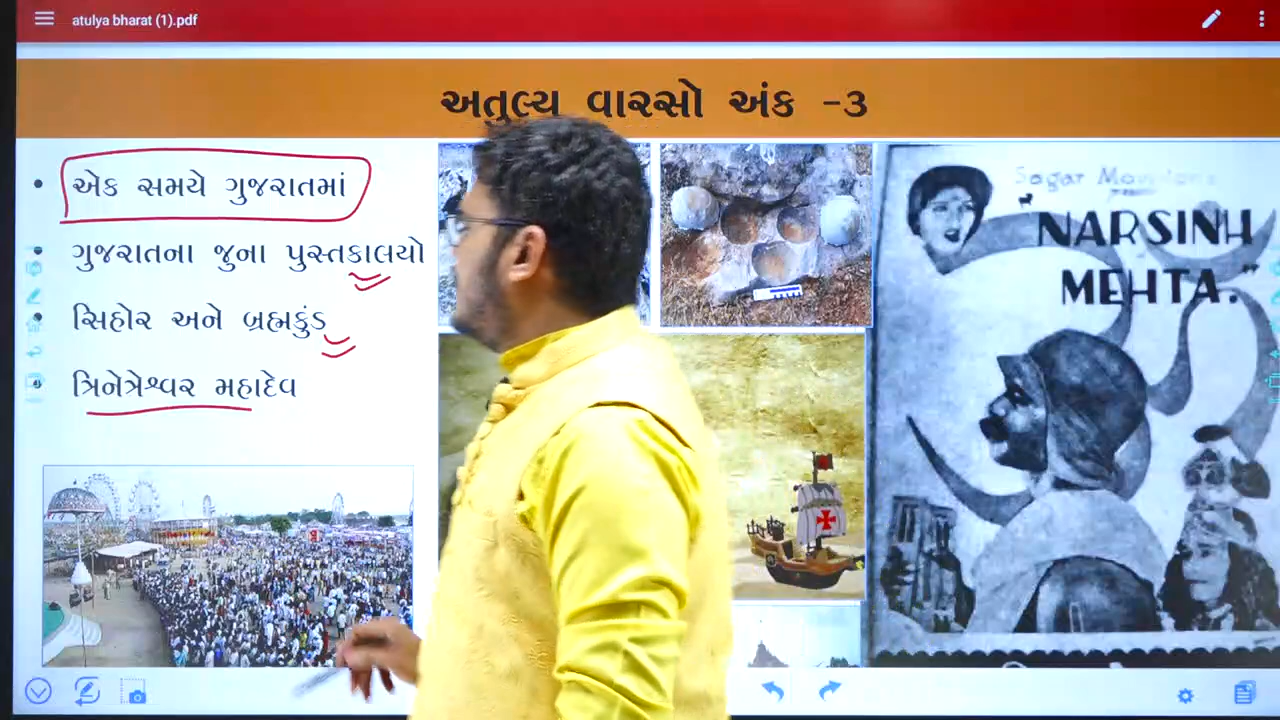 atulya bharat (1).pdf
અતુલ્ય વારસો અંક -૩
એક સમયે ગુજરાતમાં
ગુજરાતના જુના પુસ્તકાલયો
સિહોર અને બ્રહ્મકુંડ
ત્રિનેત્રેશ્વર મહાદેવ
"NARSINH
MEHTA."